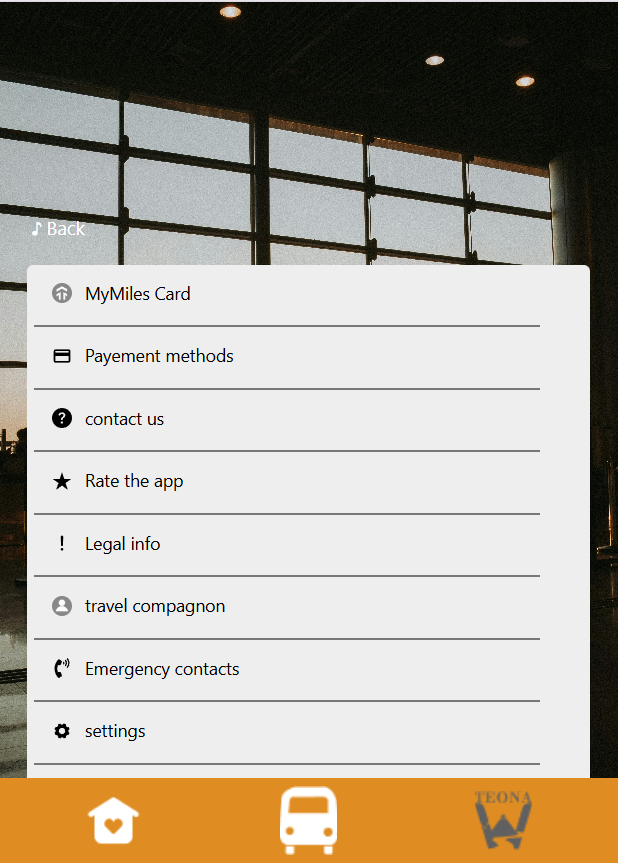 Back
MyMiles Card
Payement methods
contact us
Rate the app
Legal info
travel compagnon
Emergency contacts
settings
TEONA
W